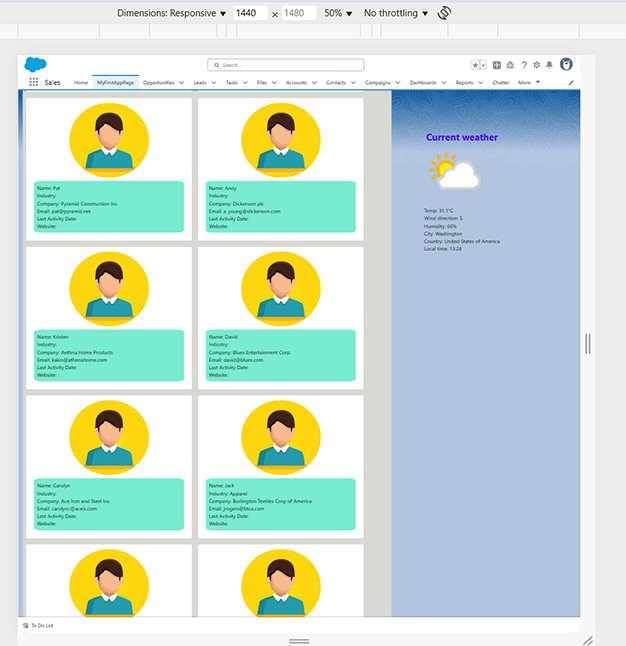 Dimensions: Responsive ▼ 1440 × 1480 50% ▼ No throttling ▼
Search...
Sales Home MyFirstAppPage Opportunities Leads Tasks Files Accounts Contacts Campaigns Dashboards Reports Chatter More
Name: Pat
Industry:
Company: Pyramid Construction Inc.
Email: pat@pyramid.net
Last Activity Date:
Website:
Name: Andy
Industry:
Company: Dickenson plc
Email: a_young@dickenson.com
Last Activity Date:
Website:
Current weather
Temp: 31.1°C
Wind direction: S
Humidity: 66%
City: Washington
Country: United States of America
Local time: 13:24
Name: Kristen
Industry:
Company: Aethna Home Products
Email: kakin@athenahome.com
Last Activity Date:
Website:
Name: David
Industry:
Company: Blues Entertainment Corp.
Email: david@blues.com
Last Activity Date:
Website:
Name: Carolyn
Industry:
Company: Ace Iron and Steel Inc.
Email: carolync@aceis.com
Last Activity Date:
Website:
Name: Jack
Industry: Apparel
Company: Burlington Textiles Corp of America
Email: jrogers@btca.com
Last Activity Date:
Website:
To Do List